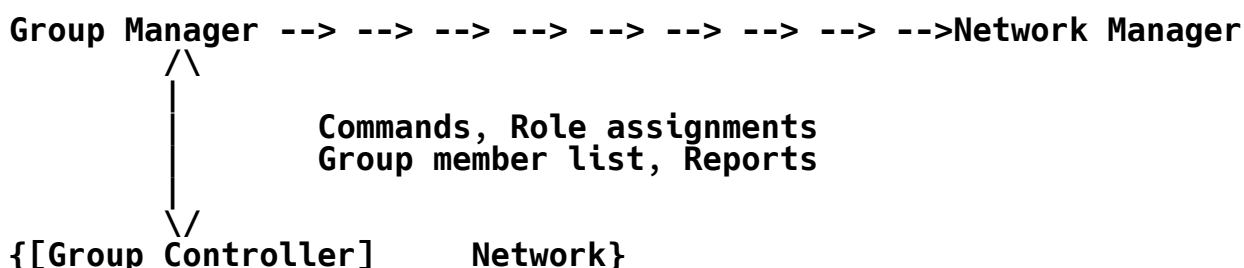 Group Manager --> --> --> --> --> --> --> --> -->Network Manager
/\
|
| Commands, Role assignments
| Group member list, Reports
|
\/
{[Group Controller] Network}